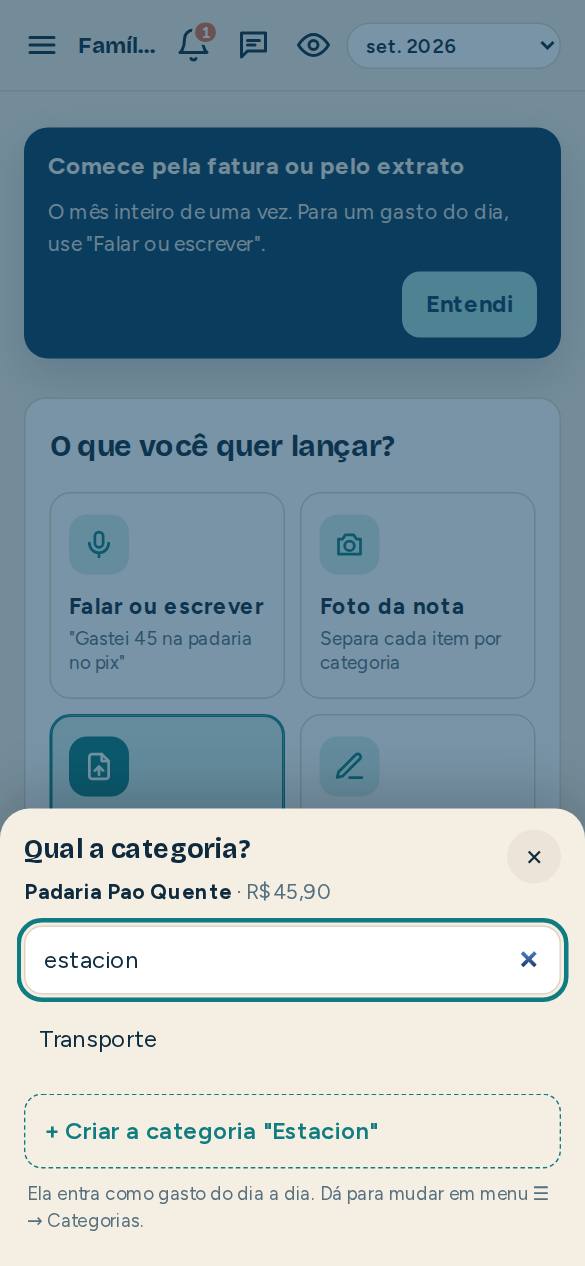 Famíl...
1
set. 2026
Comece pela fatura ou pelo extrato
O mês inteiro de uma vez. Para um gasto do dia,
use "Falar ou escrever".
Entendi
O que você quer lançar?
Falar ou escrever
"Gastei 45 na padaria
no pix"
Foto da nota
Separa cada item por
categoria
Qual a categoria?
Padaria Pao Quente · R$ 45,90
estacion
Transporte
+ Criar a categoria "Estacion"
Ela entra como gasto do dia a dia. Dá para mudar em menu ☰
→ Categorias.